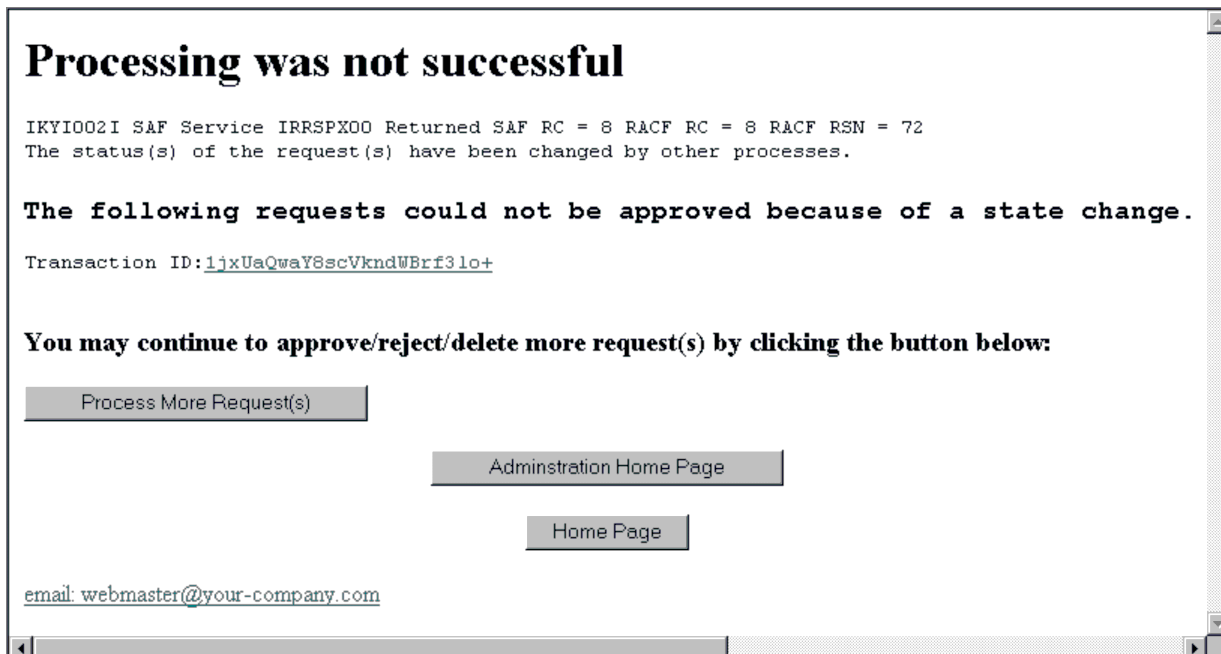 Processing was not successful
IKYI002I SAF Service IRRSPX00 Returned SAF RC = 8 RACF RC = 8 RACF RSN = 72
The status(s) of the request(s) have been changed by other processes.
The following requests could not be approved because of a state change.
Transaction ID:1jxUaQwaY8scVkndWBrf3lo+
You may continue to approve/reject/delete more request(s) by clicking the button below:
Process More Request(s)
Adminstration Home Page
Home Page
email: webmaster@your-company.com